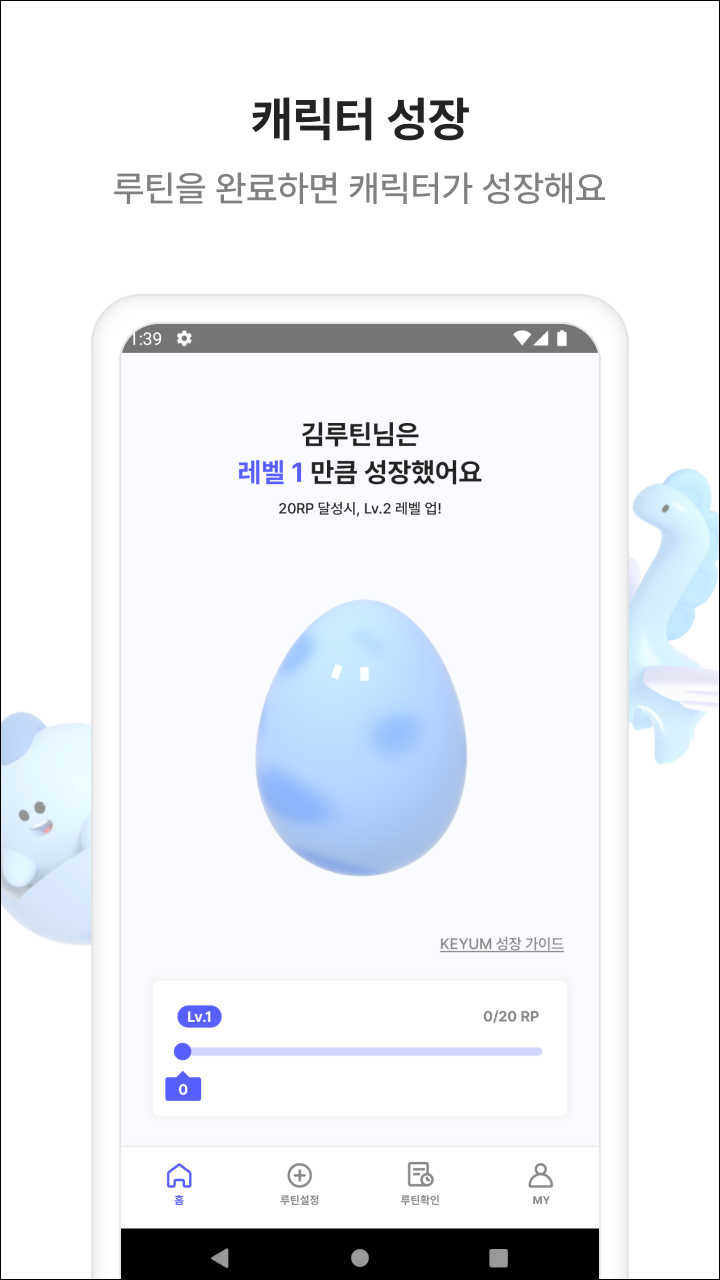 캐릭터 성장
루틴을 완료하면 캐릭터가 성장해요
1:39
김루틴님은
레벨 1 만큼 성장했어요
20RP 달성시, Lv.2 레벨 업!
KEYUM 성장 가이드
Lv.1 0/20 RP
0
홈 루틴설정 루틴확인 MY